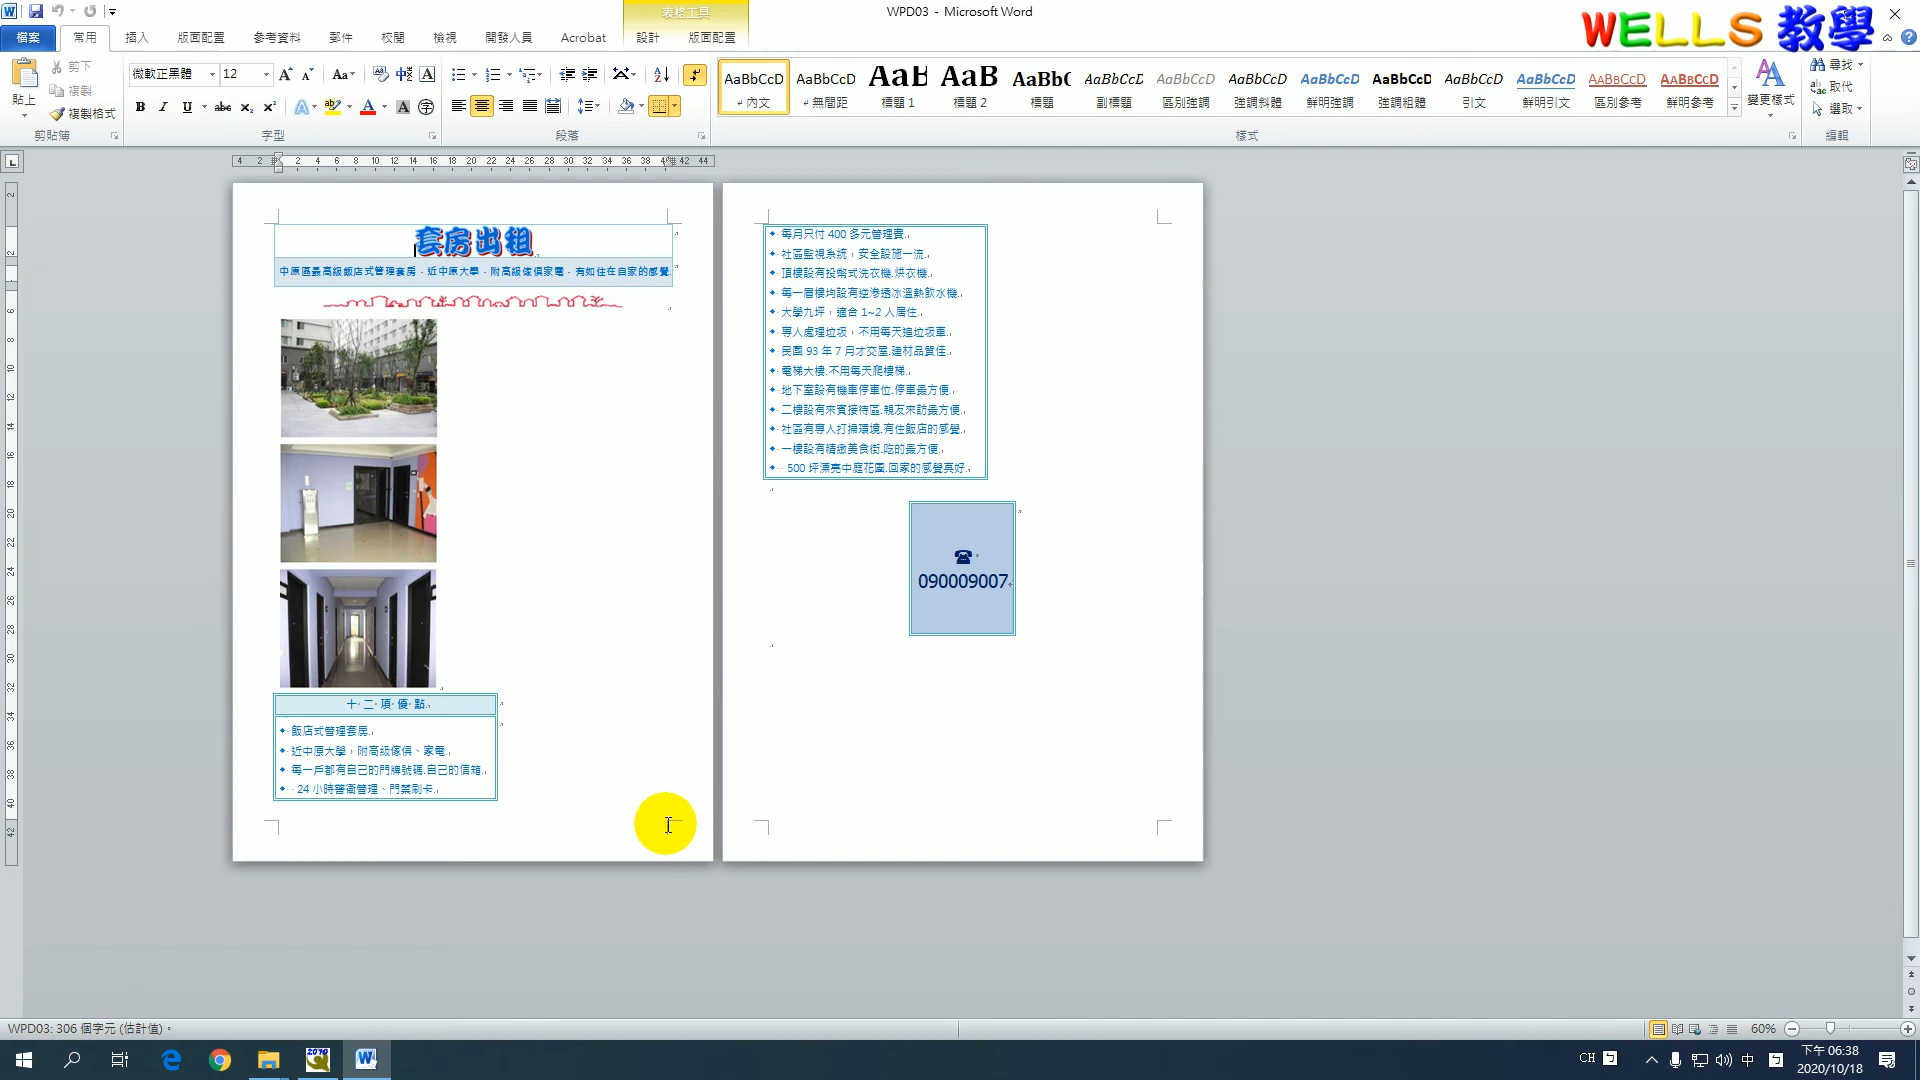 WPD03 - Microsoft Word
表格工具
WELLS 教學
檔案 常用 插入 版面配置 參考資料 郵件 校閱 檢視 開發人員 Acrobat 設計 版面配置
貼上
剪下
複製
複製格式
剪貼簿
微軟正黑體 12
字型
段落
AaBbCcD 內文
AaBbCcD 無間距
AaB 標題 1
AaB 標題 2
AaBbC 標題
AaBbCcD 副標題
AaBbCcD 區別強調
AaBbCcD 強調斜體
AaBbCcD 鮮明強調
AaBbCcD 強調粗體
AaBbCcD 引文
AaBbCcD 鮮明引文
AaBbCcD 區別參考
AaBbCcD 鮮明參考
變更樣式
樣式
尋找
取代
選取
編輯
套房出租
中原區最高級飯店式管理套房．近中原大學．附高級傢俱家電．有如住在自家的感覺.
十 二 項 優 點
飯店式管理套房
近中原大學，附高級傢俱、家電
每一戶都有自己的門牌號碼.自己的信箱
24 小時警衛管理、門禁刷卡
每月只付 400 多元管理費
社區監視系統，安全設施一流
頂樓設有投幣式洗衣機.烘衣機
每一層樓均設有逆滲透冰溫熱飲水機
大學九坪，適合 1~2 人居住
專人處理垃圾，不用每天追垃圾車
民國 93 年 7 月才交屋.建材品質佳
電梯大樓.不用每天爬樓梯
地下室設有機車停車位.停車最方便
二樓設有來賓接待區.親友來訪最方便
社區有專人打掃環境.有住飯店的感覺
一樓設有精緻美食街.吃的最方便
500 坪漂亮中庭花園.回家的感覺真好
☎
090009007
WPD03: 306 個字元 (估計值)。
60%
CH
中
下午 06:38
2020/10/18